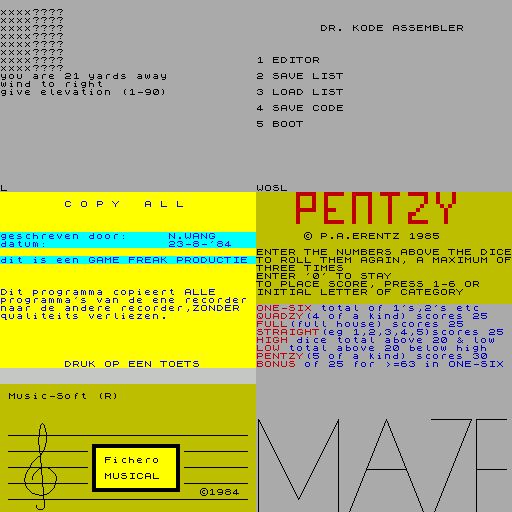 xxxx????
xxxx????
xxxx????
xxxx????
xxxx????
xxxx????
xxxx????
xxxx????
you are 21 yards away
wind to right
give elevation (1-90)
L
DR. KODE ASSEMBLER
1 EDITOR
2 SAVE LIST
3 LOAD LIST
4 SAVE CODE
5 BOOT
WOSL
COPY ALL
geschreven door: N.WANG
datum: 23-8-'84
dit is een GAME FREAK PRODUCTIE
Dit programma copieert ALLE
programma's van de ene recorder
naar de andere recorder,ZONDER
qualiteits verliezen.
DRUK OP EEN TOETS
PENTZY
© P.A.ERENTZ 1985
ENTER THE NUMBERS ABOVE THE DICE
TO ROLL THEM AGAIN, A MAXIMUM OF
THREE TIMES
ENTER '0' TO STAY
TO PLACE SCORE, PRESS 1-6 OR
INITIAL LETTER OF CATEGORY
ONE-SIX total of 1's,2's etc
QUADZY(4 of a kind) scores 25
FULL(full house) scores 25
STRAIGHT(eg 1,2,3,4,5)scores 25
HIGH dice total above 20 & low
LOW total above 20 below high
PENTZY(5 of a kind) scores 30
BONUS of 25 for >=63 in ONE-SIX
Music-Soft (R)
Fichero
MUSICAL
©1984
MAZE